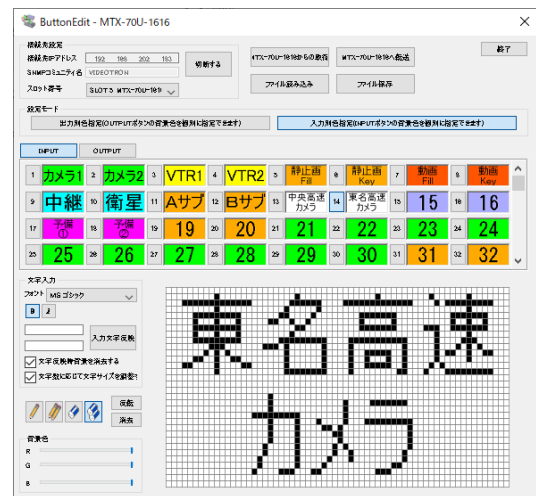 ButtonEdit - MTX-70U-1616
接続先設定
接続先IPアドレス 192 168 202 193
SNMPコミュニティ名 VIDEOTRON
スロット番号 SLOT5 MTX-70U-169
切断する
MTX-70U-1616からの取得 MTX-70U-1616へ転送
ファイル読み込み ファイル保存
終了
設定モード
出力別色指定(OUTPUTボタンの背景色を個別に指定できます) 入力別色指定(INPUTボタンの背景色を個別に指定できます)
INPUT OUTPUT
1 カメラ1 2 カメラ2 3 VTR1 4 VTR2 5 静止画 Fill 6 静止画 Key 7 動画 Fill 8 動画 Key
9 中継 10 衛星 11 Aサブ 12 Bサブ 13 中央高速 カメラ 14 東名高速 カメラ 15 15 16 16
17 予備 ① 18 予備 ② 19 19 20 20 21 21 22 22 23 23 24 24
25 25 26 26 27 27 28 28 29 29 30 30 31 31 32 32
文字入力
フォント MS ゴシック
B I
入力文字反映
文字反映時背景を消去する
文字数に応じて文字サイズを調整
反転
消去
背景色
R
G
B
東名高速
カメラ